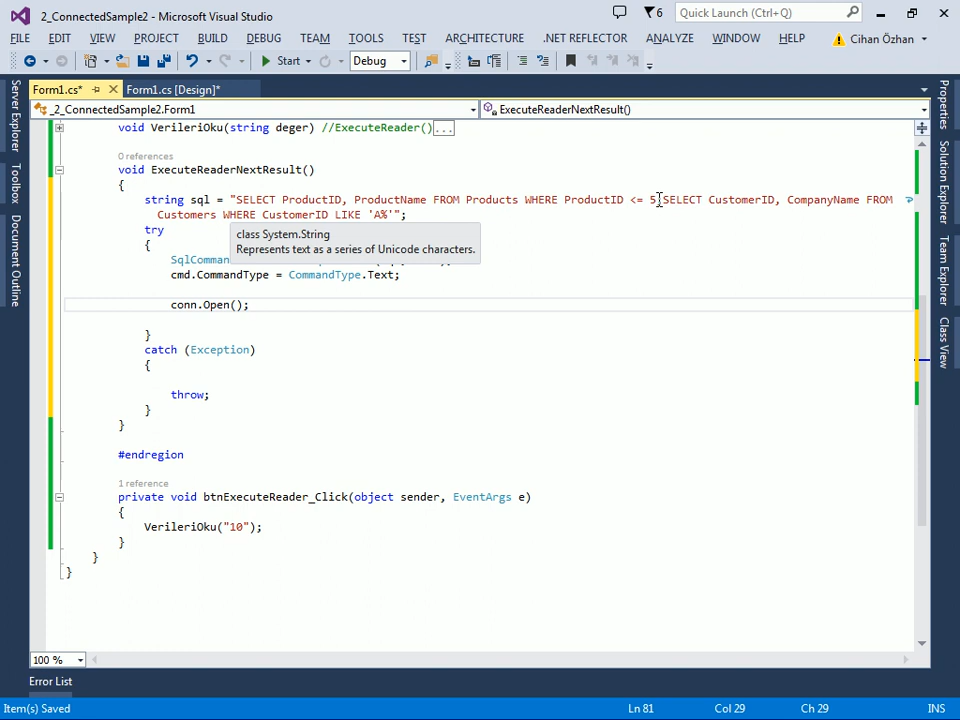 2_ConnectedSample2 - Microsoft Visual Studio
6
Quick Launch (Ctrl+Q)
FILE EDIT VIEW PROJECT BUILD DEBUG TEAM TOOLS TEST ARCHITECTURE .NET REFLECTOR ANALYZE WINDOW HELP Cihan Özhan
Start Debug
Form1.cs* Form1.cs [Design]*
_2_ConnectedSample2.Form1 ExecuteReaderNextResult()
Server Explorer
Toolbox
Document Outline
void VerileriOku(string deger) //ExecuteReader()...
0 references
void ExecuteReaderNextResult()
{
string sql = "SELECT ProductID, ProductName FROM Products WHERE ProductID <= 5;SELECT CustomerID, CompanyName FROM
Customers WHERE CustomerID LIKE 'A%'";
try
class System.String
Represents text as a series of Unicode characters.
{
SqlComman
cmd.CommandType = CommandType.Text;
conn.Open();
}
catch (Exception)
{
throw;
}
}
#endregion
1 reference
private void btnExecuteReader_Click(object sender, EventArgs e)
{
VerileriOku("10");
}
}
}
Properties
Solution Explorer
Team Explorer
Class View
100 %
Error List
Item(s) Saved Ln 81 Col 29 Ch 29 INS